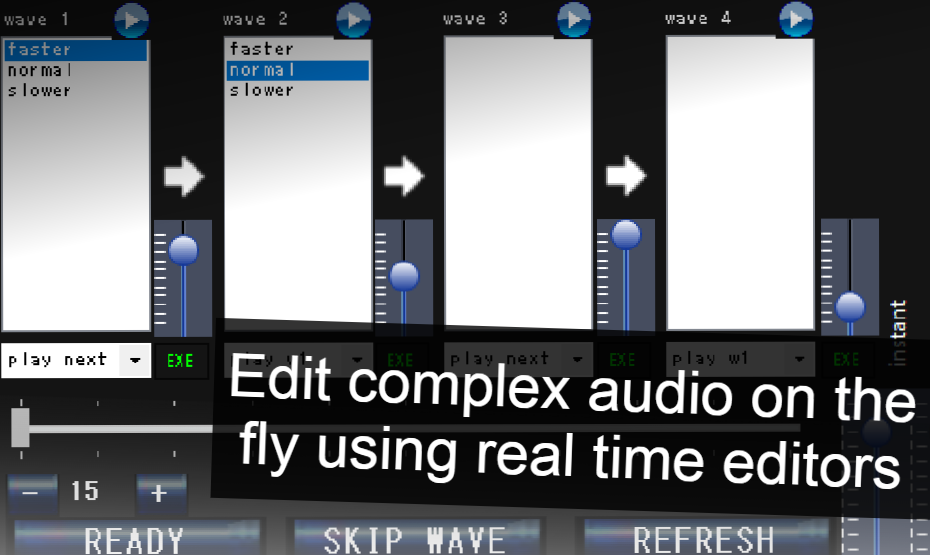 wave 1
wave 2
wave 3
wave 4
faster
normal
slower
faster
normal
slower
instant
play next
EXE
play w1
EXE
play next
EXE
play w1
EXE
Edit complex audio on the
fly using real time editors
- 15 +
READY
SKIP WAVE
REFRESH